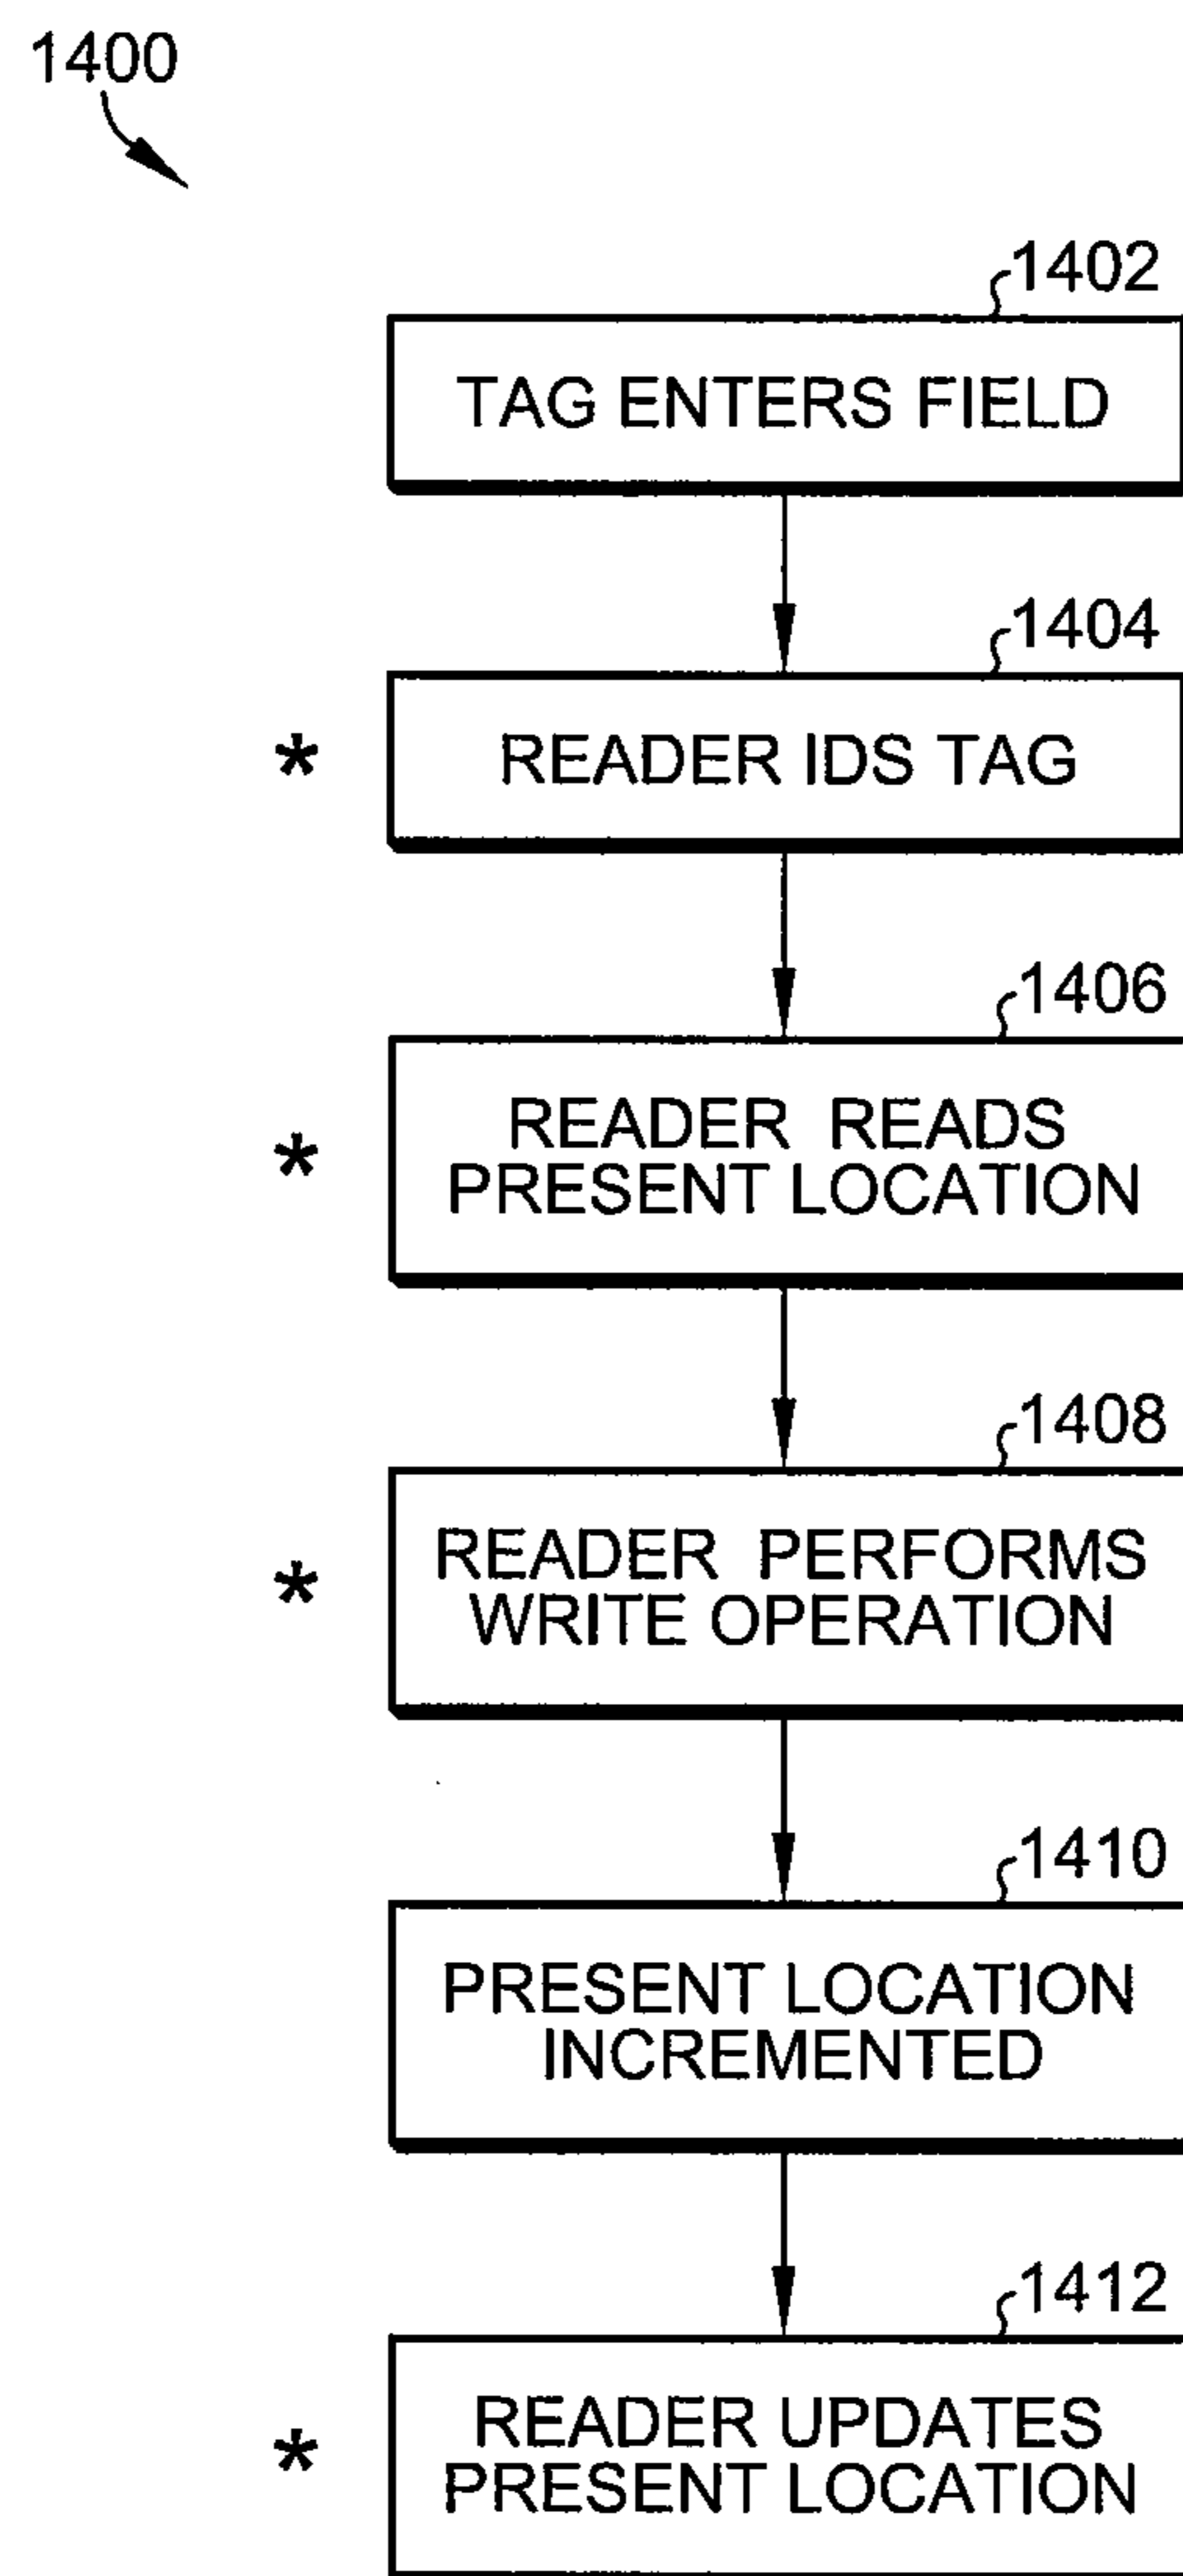 1400
1402
TAG ENTERS FIELD
1404
* READER IDS TAG
1406
* READER READS
PRESENT LOCATION
1408
* READER PERFORMS
WRITE OPERATION
1410
PRESENT LOCATION
INCREMENTED
1412
* READER UPDATES
PRESENT LOCATION